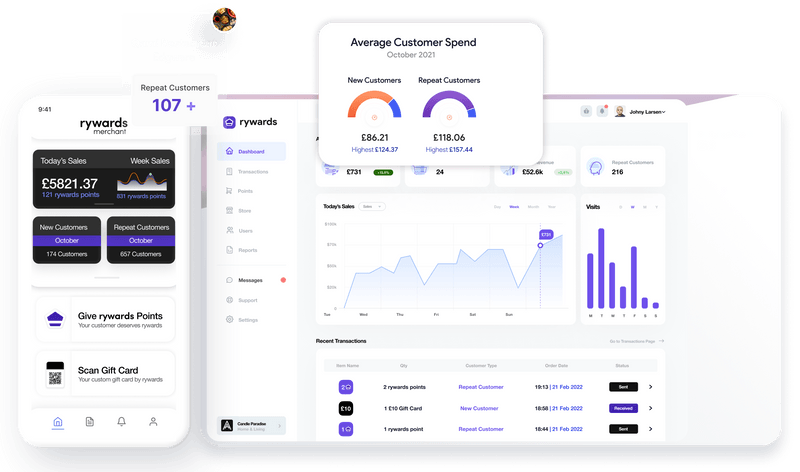 Repeat Customers
107 +
9:41
rywards
merchant
Today's Sales
Week Sales
£5821.37
121 rywards points
831 rywards points
New Customers
October
174 Customers
Repeat Customers
October
657 Customers
Give rywards Points
Your customer deserves rywards
Scan Gift Card
Your custom gift card by rywards
Average Customer Spend
October 2021
New Customers
Repeat Customers
£86.21
£118.06
Highest £124.37
Highest £157.44
rywards
Johny Larsen
Dashboard
Transactions
Points
Store
Users
Reports
Messages
Support
Settings
Candle Paradise
Home & Living
£731
24
£52.6k
Repeat Customers
216
Today's Sales
Sales
Day
Week
Month
Year
$100k
$75k
$50k
$25k
£0
£731
Tue
Wed
Thu
Fri
Sat
Sun
Visits
M
T
W
T
F
S
S
Recent Transactions
Go to Transactions Page
Item Name
Qty
Customer Type
Order Date
Status
2
2 rywards points
Repeat Customer
19:13 | 21 Feb 2022
Sent
£10
1 £10 Gift Card
New Customer
18:58 | 21 Feb 2022
Received
1
1 rywards point
Repeat Customer
18:44 | 21 Feb 2022
Sent